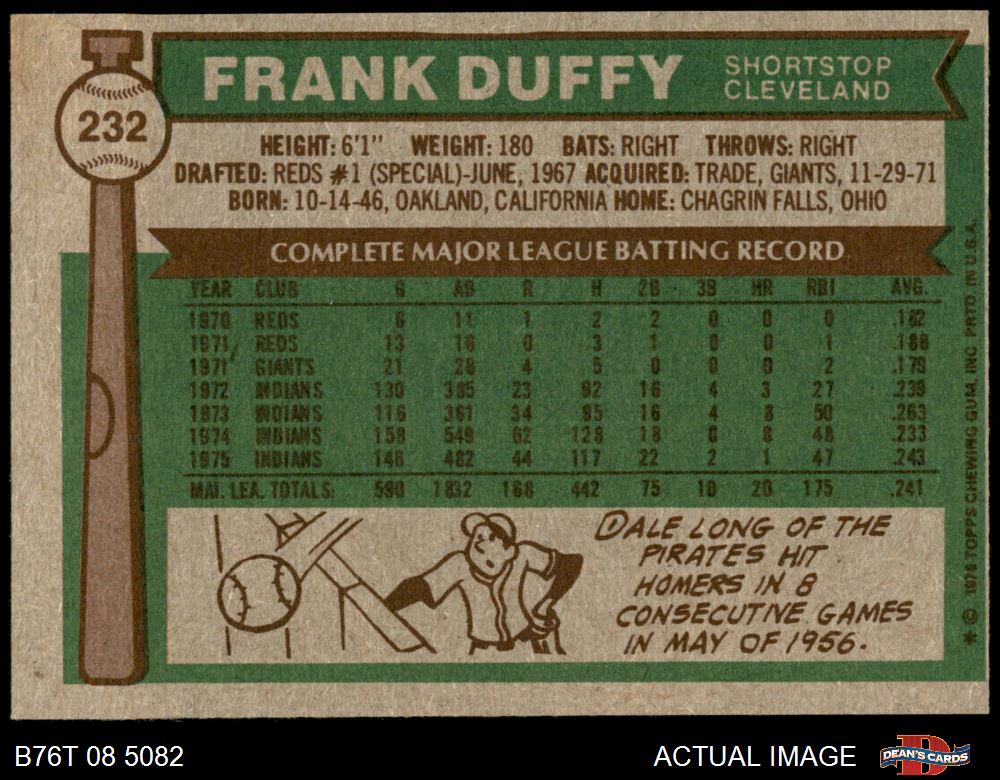 232
FRANK DUFFY
SHORTSTOP
CLEVELAND
HEIGHT: 6'1" WEIGHT: 180 BATS: RIGHT THROWS: RIGHT
DRAFTED: REDS #1 (SPECIAL)-JUNE, 1967 ACQUIRED: TRADE, GIANTS, 11-29-71
BORN: 10-14-46, OAKLAND, CALIFORNIA HOME: CHAGRIN FALLS, OHIO
COMPLETE MAJOR LEAGUE BATTING RECORD
YEAR CLUB G AB R H 2B 3B HR RBI AVG.
1970 REDS 6 11 1 2 2 0 0 0 .182
1971 REDS 13 16 0 3 1 0 0 1 .188
1971 GIANTS 21 28 4 5 0 0 0 2 .179
1972 INDIANS 130 385 23 92 16 4 3 27 .239
1973 INDIANS 116 361 34 95 16 4 8 50 .263
1974 INDIANS 158 549 62 128 18 0 8 48 .233
1975 INDIANS 146 482 44 117 22 2 1 47 .243
MAJ. LEA. TOTALS: 590 1832 168 442 75 10 20 175 .241
DALE LONG OF THE
PIRATES HIT
HOMERS IN 8
CONSECUTIVE GAMES
IN MAY OF 1956.
* © 1976 TOPPS CHEWING GUM, INC PRTD. IN U.S.A.
B76T 08 5082
ACTUAL IMAGE
D
DEAN'S CARDS